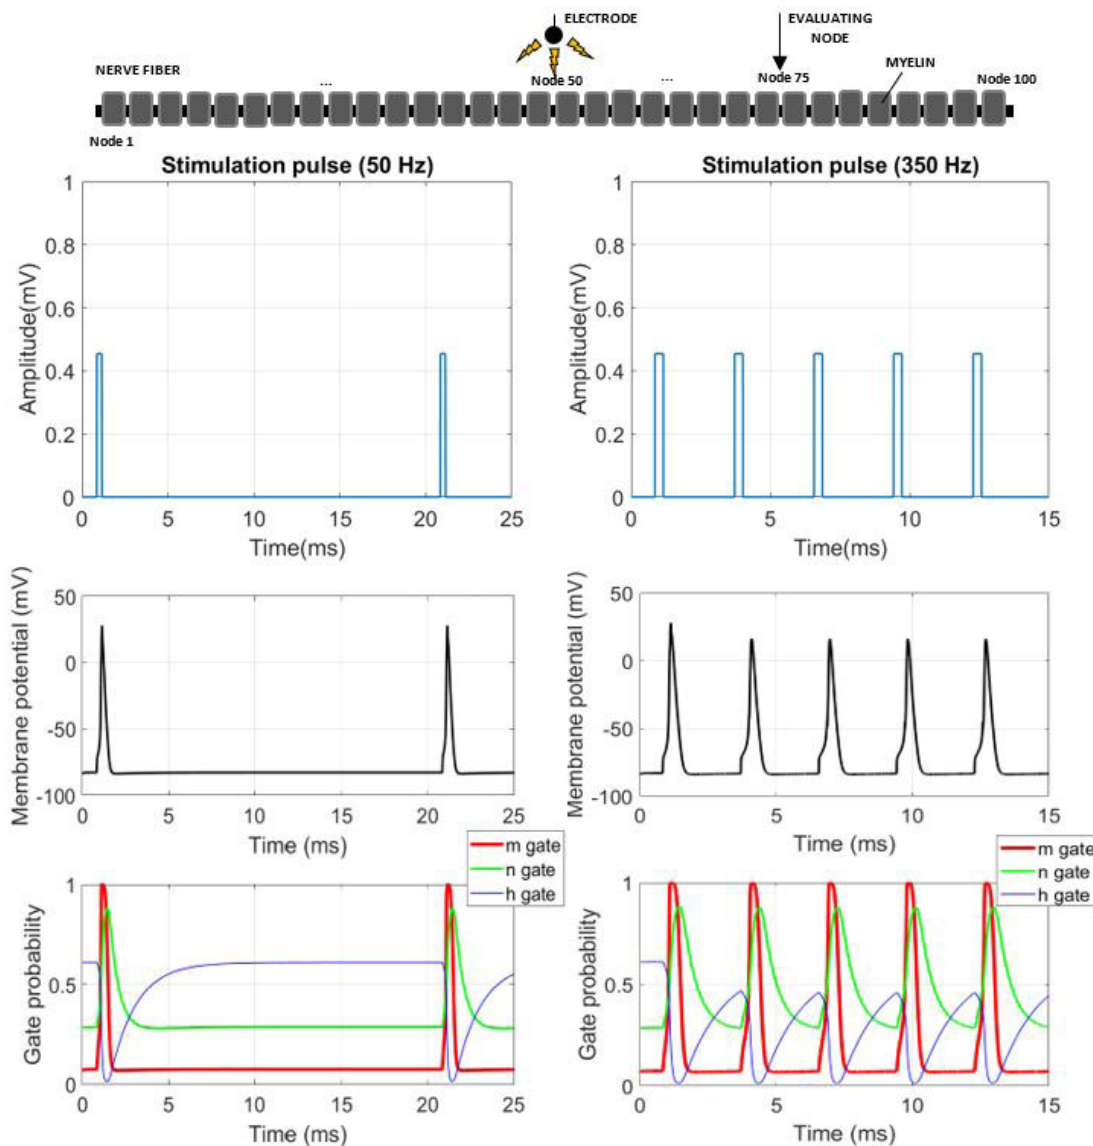 ELECTRODE
EVALUATING
NODE
NERVE FIBER
...
Node 50
...
Node 75
MYELIN
Node 100
Node 1
Stimulation pulse (50 Hz)
Amplitude(mV)
1
0.8
0.6
0.4
0.2
0
0 5 10 15 20 25
Time(ms)
Stimulation pulse (350 Hz)
Amplitude(mV)
1
0.8
0.6
0.4
0.2
0
0 5 10 15
Time(ms)
Membrane potential (mV)
50
0
-50
-100
0 5 10 15 20 25
Time (ms)
Membrane potential (mV)
50
0
-50
-100
0 5 10 15
Time (ms)
m gate
n gate
h gate
Gate probability
1
0.5
0
0 5 10 15 20 25
Time (ms)
m gate
n gate
h gate
Gate probability
1
0.5
0
0 5 10 15
Time (ms)